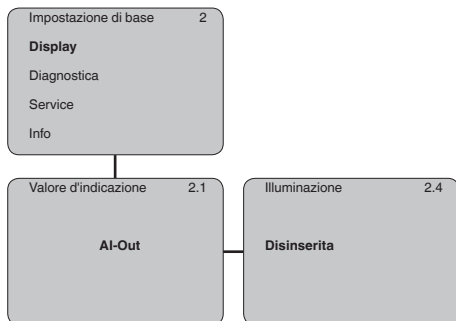 Impostazione di base 2
Display
Diagnostica
Service
Info
Valore d'indicazione 2.1
AI-Out
Illuminazione 2.4
Disinserita